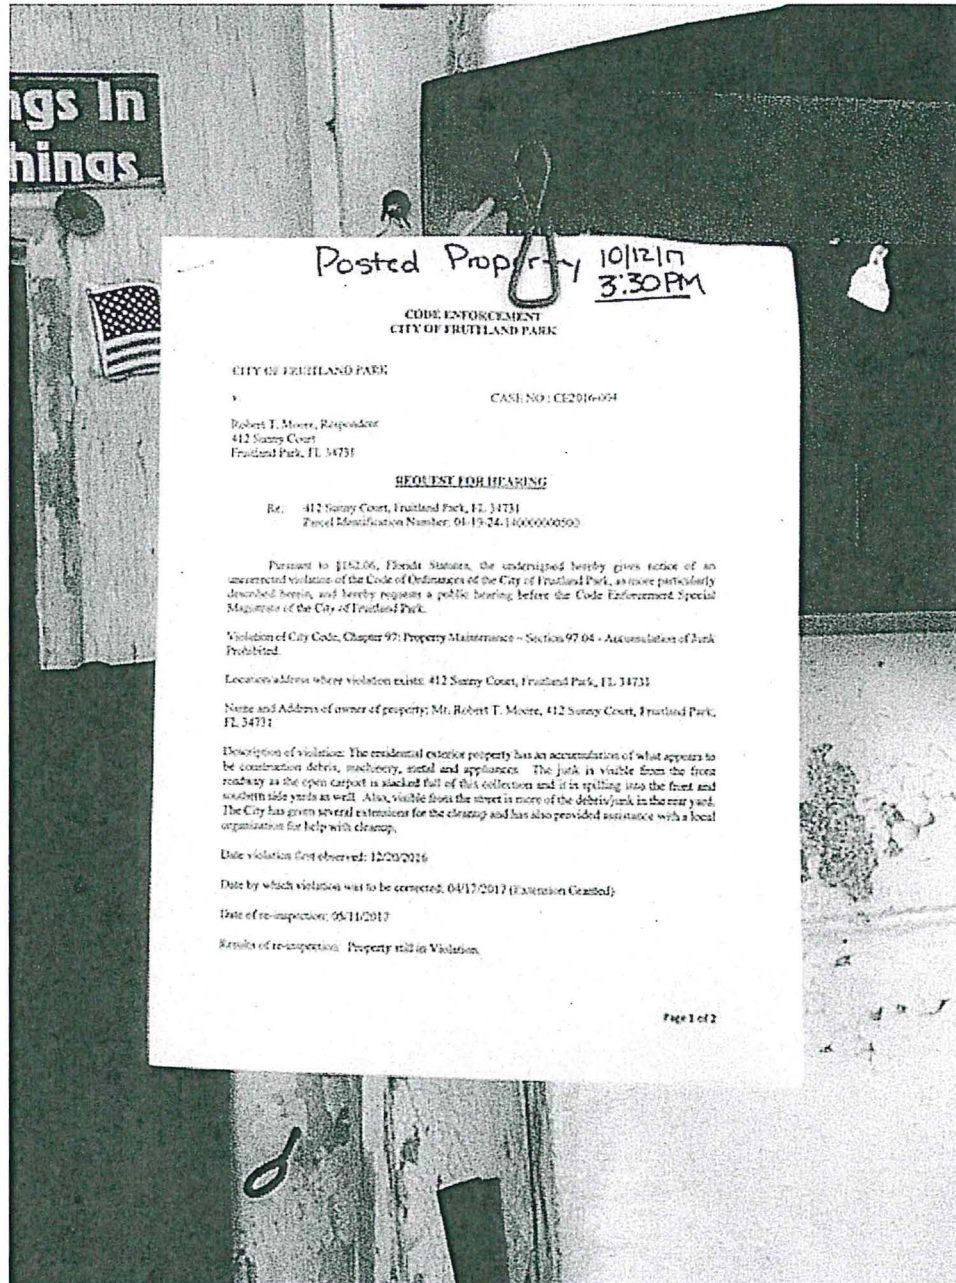 ngs In
hings
Posted Property 10/12/17
3:30 PM
CODE ENFORCEMENT
CITY OF FRUITLAND PARK
CITY OF FRUITLAND PARK
v. CASE NO: CE2016-004
Robert T. Moore, Respondent
412 Sunny Court
Fruitland Park, FL 34731
REQUEST FOR HEARING
Re: 412 Sunny Court, Fruitland Park, FL 34731
Parcel Identification Number: 04-19-24-140000000500
Pursuant to §162.06, Florida Statutes, the undersigned hereby gives notice of an
uncorrected violation of the Code of Ordinances of the City of Fruitland Park, as more particularly
described herein, and hereby requests a public hearing before the Code Enforcement Special
Magistrate of the City of Fruitland Park.
Violation of City Code, Chapter 97: Property Maintenance – Section 97.04 - Accumulation of Junk
Prohibited.
Location/address where violation exists: 412 Sunny Court, Fruitland Park, FL 34731
Name and Address of owner of property: Mr. Robert T. Moore, 412 Sunny Court, Fruitland Park,
FL 34731
Description of violation: The residential exterior property has an accumulation of what appears to
be construction debris, machinery, metal and appliances. The junk is visible from the front
roadway as the open carport is stacked full of this collection and it is spilling into the front and
southern side yards as well. Also, visible from the street is more of the debris/junk in the rear yard.
The City has given several extensions for the cleanup and has also provided assistance with a local
organization for help with cleanup.
Date violation first observed: 12/20/2016
Date by which violation was to be corrected: 04/17/2017 (Extension Granted)
Date of re-inspection: 05/11/2017
Results of re-inspection: Property still in Violation.
Page 1 of 2